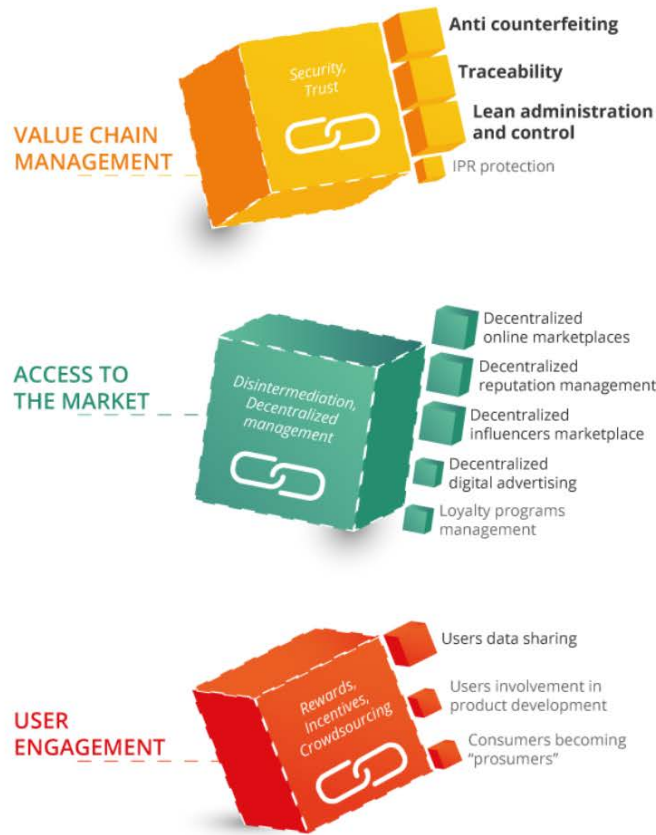 Anti counterfeiting
Security,
Trust
Traceability
Lean administration
and control
VALUE CHAIN
MANAGEMENT
IPR protection
Decentralized
online marketplaces
Decentralized
reputation management
ACCESS TO
THE MARKET
Disintermediation,
Decentralized
management
Decentralized
influencers marketplace
Decentralized
digital advertising
Loyalty programs
management
Users data sharing
Rewards,
Incentives,
Crowdsourcing
Users involvement in
product development
USER
ENGAGEMENT
Consumers becoming
“prosumers”